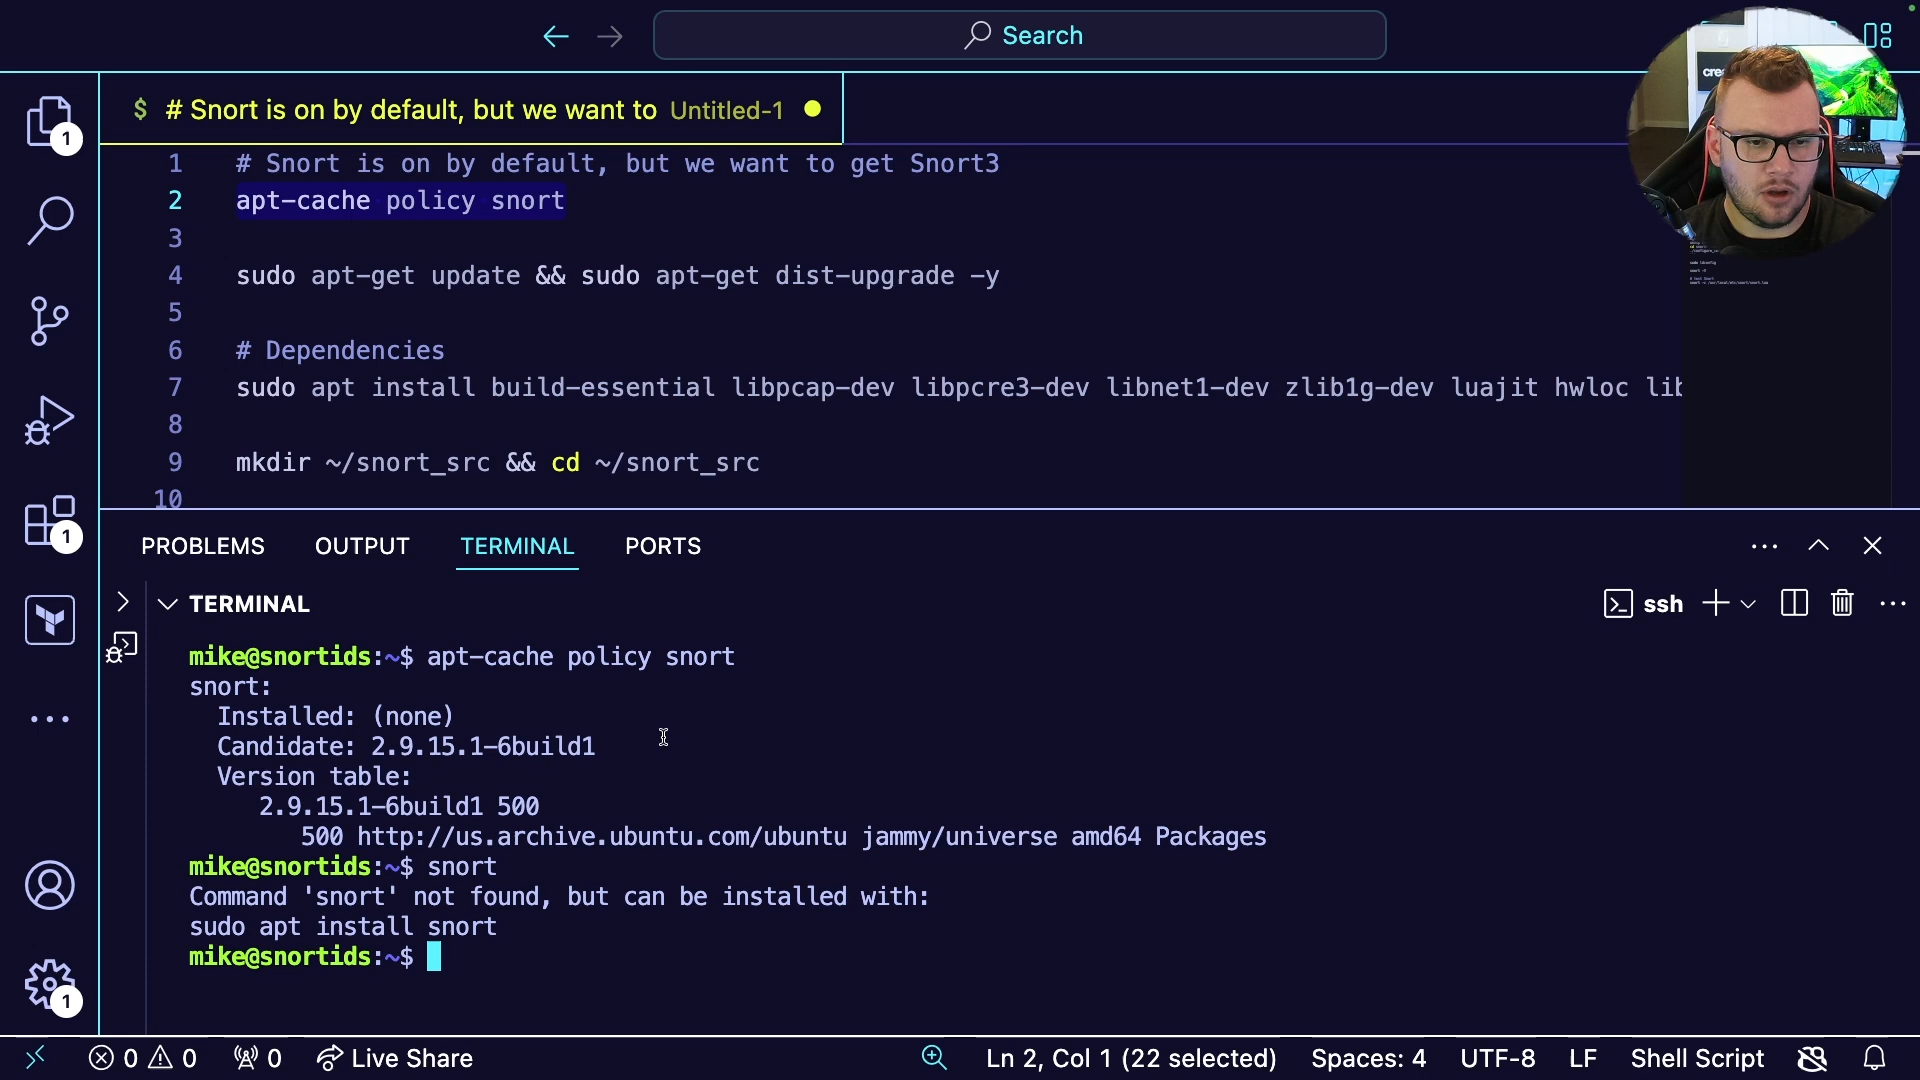 Search
$ # Snort is on by default, but we want to Untitled-1
1 # Snort is on by default, but we want to get Snort3
2 apt-cache policy snort
3
4 sudo apt-get update && sudo apt-get dist-upgrade -y
5
6 # Dependencies
7 sudo apt install build-essential libpcap-dev libpcre3-dev libnet1-dev zlib1g-dev luajit hwloc lib
8
9 mkdir ~/snort_src && cd ~/snort_src
10
1
1
1
PROBLEMS OUTPUT TERMINAL PORTS
TERMINAL
ssh
mike@snortids:~$ apt-cache policy snort
snort:
Installed: (none)
Candidate: 2.9.15.1-6build1
Version table:
2.9.15.1-6build1 500
500 http://us.archive.ubuntu.com/ubuntu jammy/universe amd64 Packages
mike@snortids:~$ snort
Command 'snort' not found, but can be installed with:
sudo apt install snort
mike@snortids:~$
0 0 0 Live Share Ln 2, Col 1 (22 selected) Spaces: 4 UTF-8 LF Shell Script